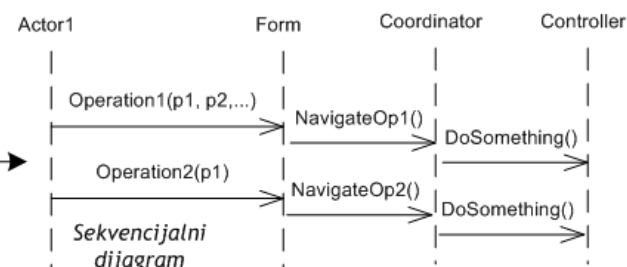 Actor1
Form
Coordinator
Controller
Operation1(p1, p2,...)
NavigateOp1()
DoSomething()
Operation2(p1)
NavigateOp2()
DoSomething()
Sekvencijalni
dijagram